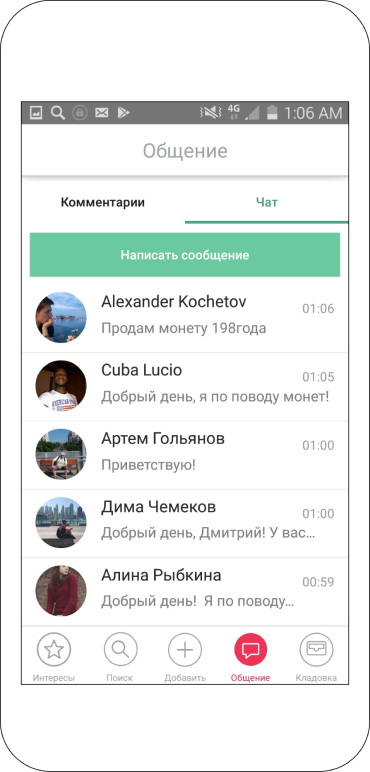 4G 1:06 AM
Общение
Комментарии Чат
Написать сообщение
Alexander Kochetov 01:06
Продам монету 198года
Cuba Lucio 01:05
Добрый день, я по поводу монет!
Артем Гольянов 01:00
Приветствую!
Дима Чемеков 01:00
Добрый день, Дмитрий! У вас...
Алина Рыбкина 00:59
Добрый день! Я по поводу...
Интересы Поиск Добавить Общение Кладовка